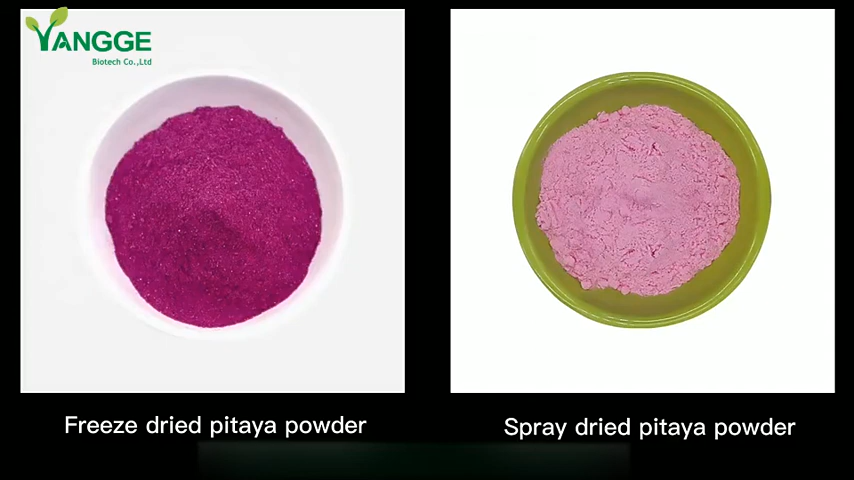 YANGGE
Biotech Co.,Ltd
Freeze dried pitaya powder
Spray dried pitaya powder